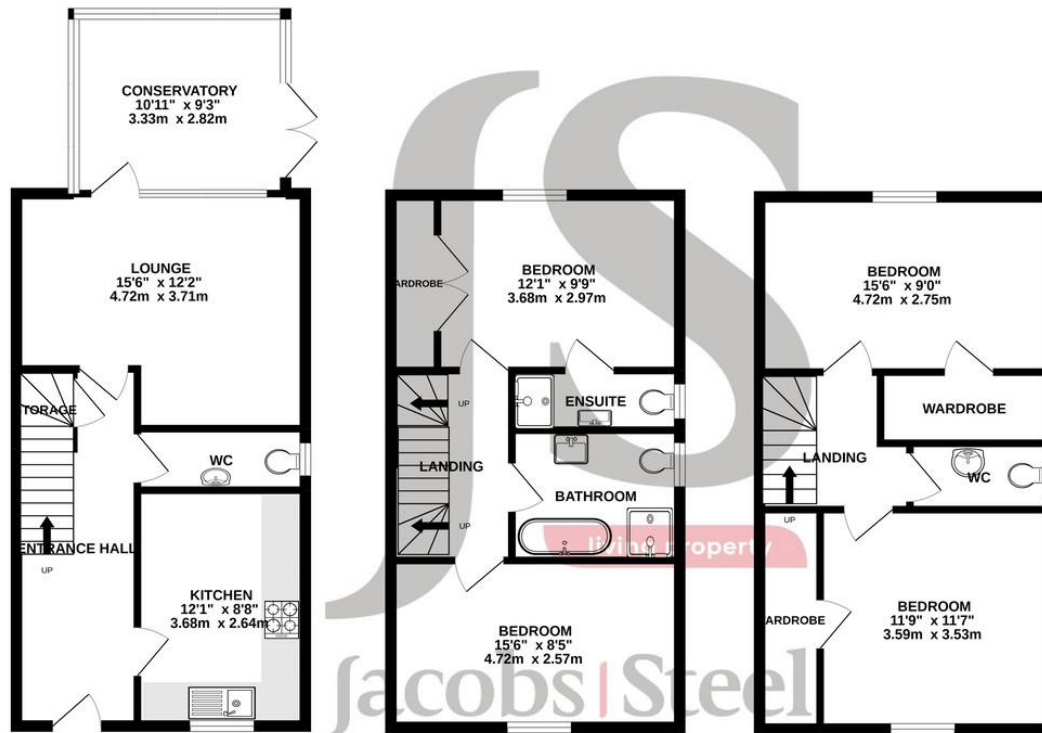 CONSERVATORY
10'11" x 9'3"
3.33m x 2.82m
LOUNGE
15'6" x 12'2"
4.72m x 3.71m
TORAGE
WC
ENTRANCE HALL
UP
KITCHEN
12'1" x 8'8"
3.68m x 2.64m
JS
BEDROOM
12'1" x 9'9"
3.68m x 2.97m
ARDROBE
UP
ENSUITE
LANDING
BATHROOM
UP
living property
BEDROOM
15'6" x 8'5"
4.72m x 2.57m
Jacobs|Steel
BEDROOM
15'6" x 9'0"
4.72m x 2.75m
WARDROBE
LANDING
WC
UP
ARDROBE
BEDROOM
11'9" x 11'7"
3.59m x 3.53m